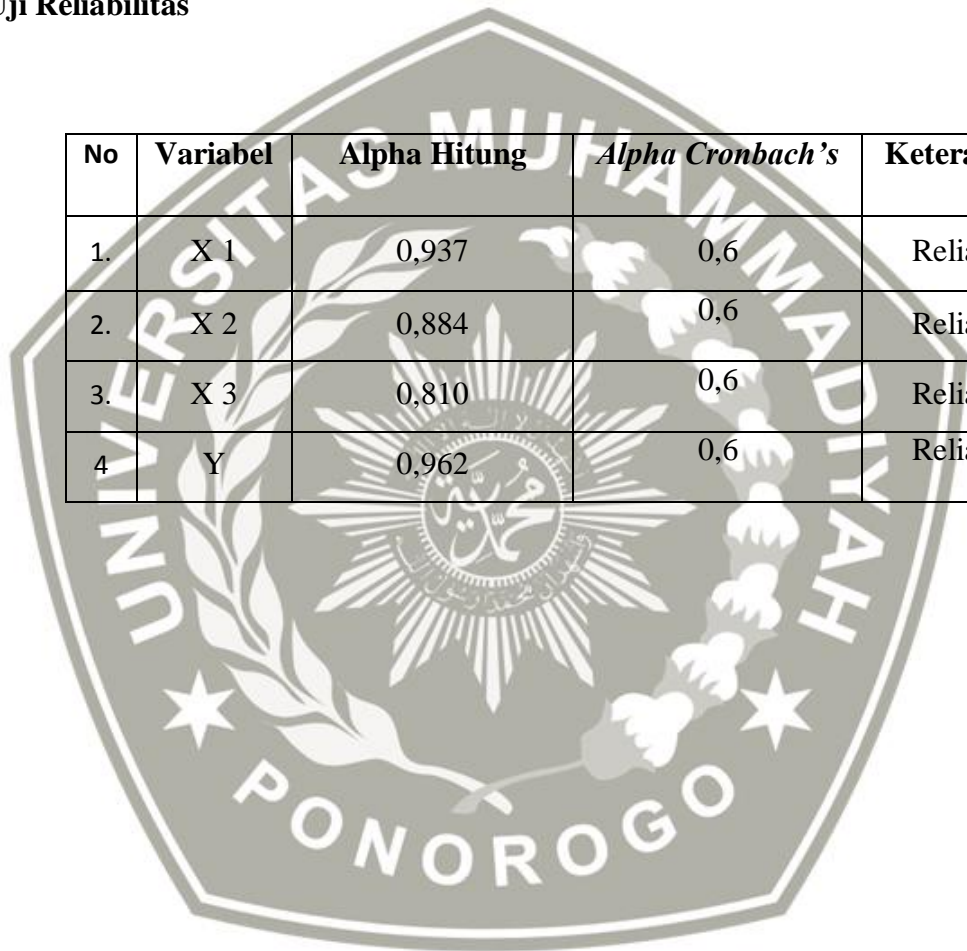 Uji Reliabilitas
No Variabel Alpha Hitung Alpha Cronbach’s
1. X 1 0,937 0,6
2. X 2 0,884 0,6
3. X 3 0,810 0,6
4 Y 0,962 0,6
UNIVERSITAS MUHAMMADIYAH
PONOROGO